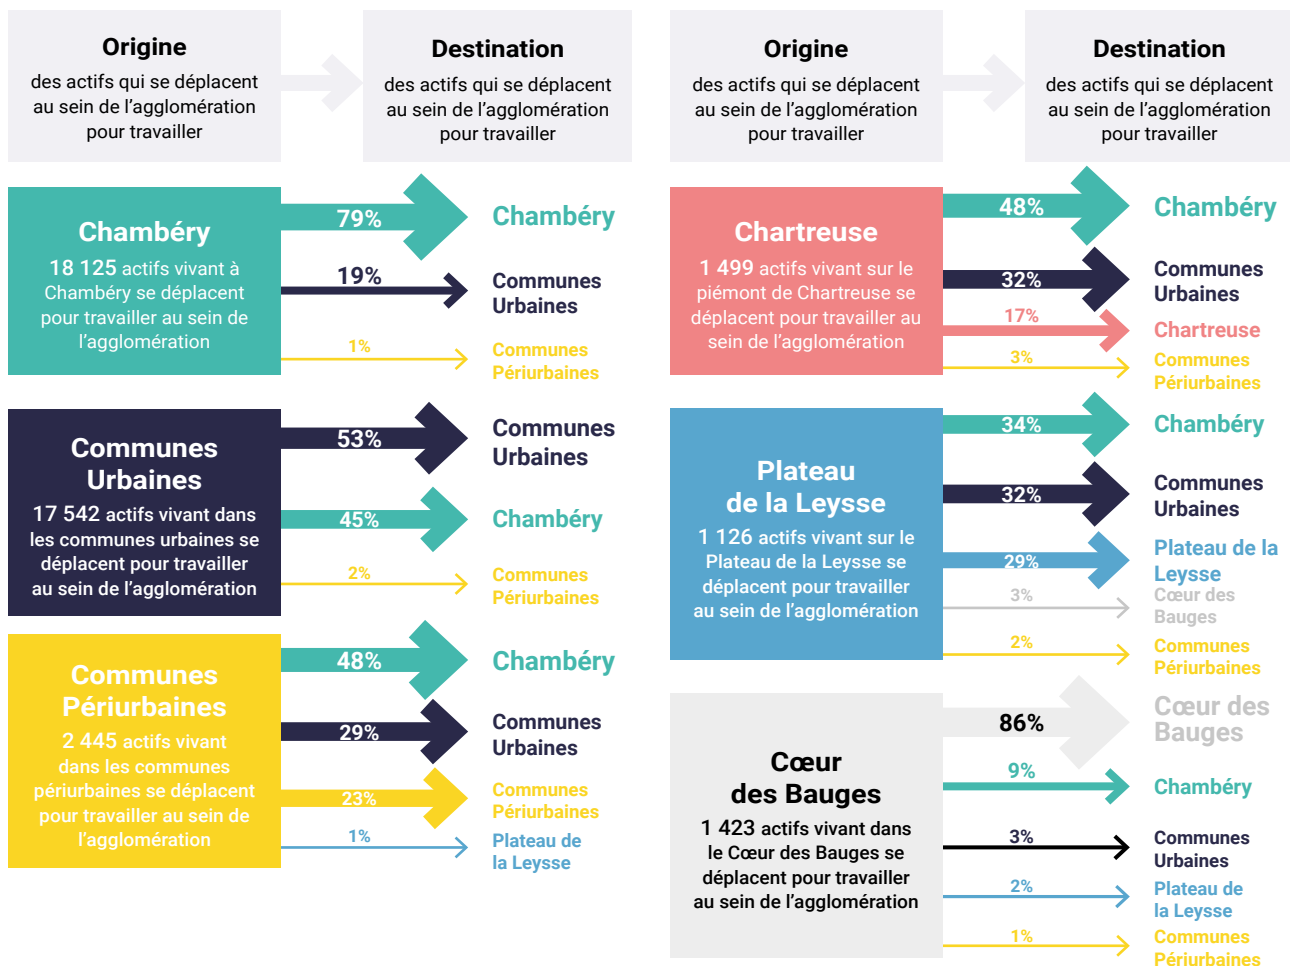 Origine
des actifs qui se déplacent
au sein de l’agglomération
pour travailler
Destination
des actifs qui se déplacent
au sein de l’agglomération
pour travailler
Chambéry
18 125 actifs vivant à
Chambéry se déplacent
pour travailler au sein de
l’agglomération
79%
Chambéry
19%
Communes
Urbaines
1%
Communes
Périurbaines
Communes
Urbaines
17 542 actifs vivant dans
les communes urbaines se
déplacent pour travailler
au sein de l’agglomération
53%
Communes
Urbaines
45%
Chambéry
2%
Communes
Périurbaines
Communes
Périurbaines
2 445 actifs vivant
dans les communes
périurbaines se déplacent
pour travailler au sein de
l’agglomération
48%
Chambéry
29%
Communes
Urbaines
23%
Communes
Périurbaines
1%
Plateau de
la Leysse
Origine
des actifs qui se déplacent
au sein de l’agglomération
pour travailler
Destination
des actifs qui se déplacent
au sein de l’agglomération
pour travailler
Chartreuse
1 499 actifs vivant sur le
piémont de Chartreuse se
déplacent pour travailler au
sein de l’agglomération
48%
Chambéry
32%
Communes
Urbaines
17%
Chartreuse
3%
Communes
Périurbaines
Plateau
de la Leysse
1 126 actifs vivant sur le
Plateau de la Leysse se
déplacent pour travailler
au sein de l’agglomération
34%
Chambéry
32%
Communes
Urbaines
29%
Plateau de la
Leysse
3%
Cœur des
Bauges
2%
Communes
Périurbaines
Cœur
des Bauges
1 423 actifs vivant dans
le Cœur des Bauges se
déplacent pour travailler
au sein de l’agglomération
86%
Cœur des
Bauges
9%
Chambéry
3%
Communes
Urbaines
2%
Plateau de
la Leysse
1%
Communes
Périurbaines